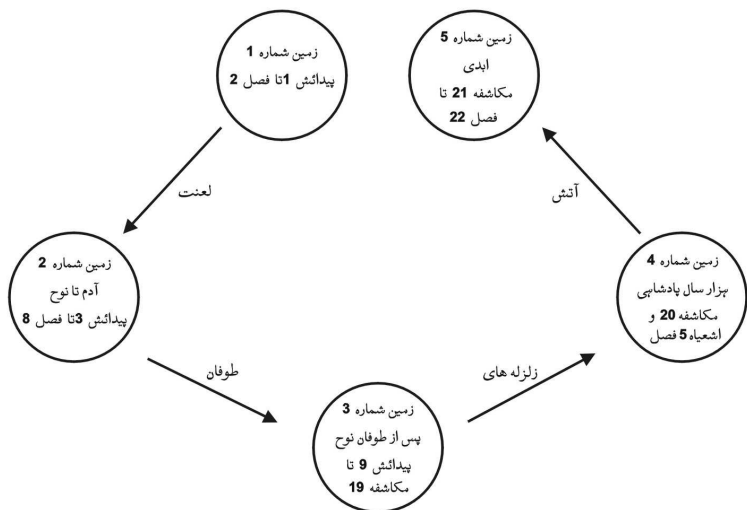 زمین شماره 1
پیدائش 1تا فصل 2
لعنت
زمین شماره 2
آدم تا نوح
پیدائش 3تا فصل 8
طوفان
زمین شماره 3
پس از طوفان نوح
پیدائش 9 تا
مکاشفه 19
زلزله های
زمین شماره 4
هزار سال پادشاهی
مکاشفه 20 و
اشعیاه 5 فصل
آتش
زمین شماره 5
ابدی
مکاشفه 21 تا
فصل 22